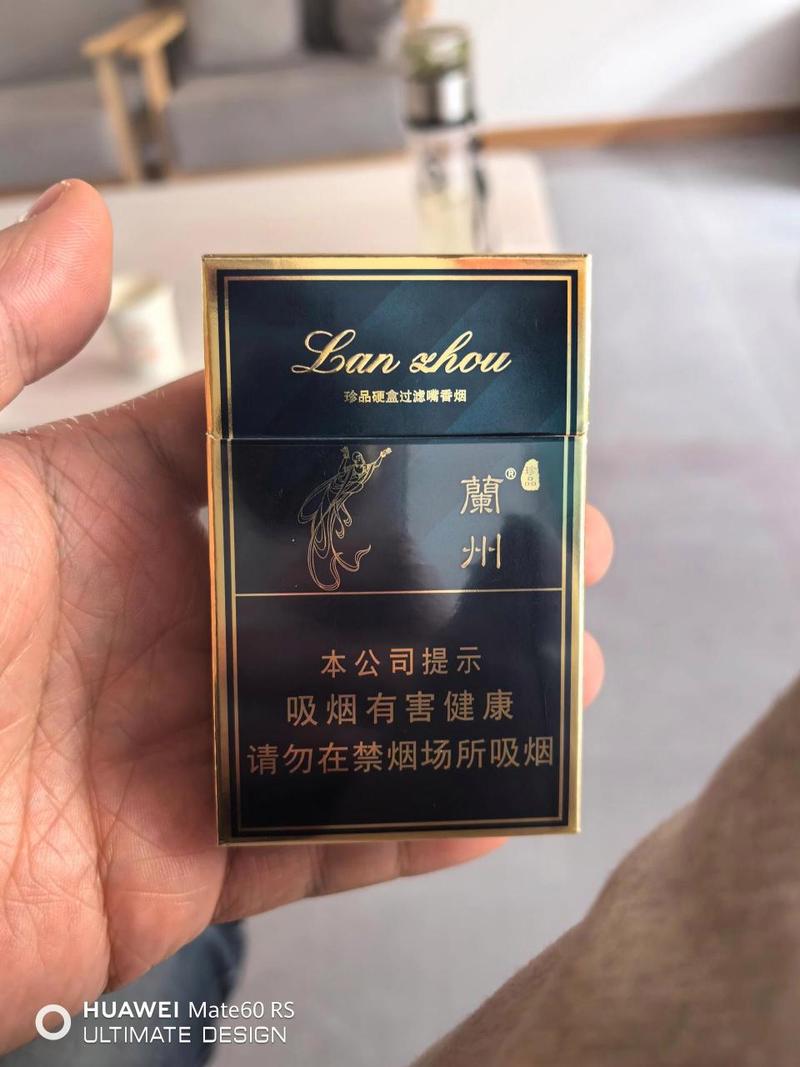 Lan zhou
珍品硬盒过滤嘴香烟
蘭®珍品
州
本公司提示
吸烟有害健康
请勿在禁烟场所吸烟
HUAWEI Mate60 RS
ULTIMATE DESIGN